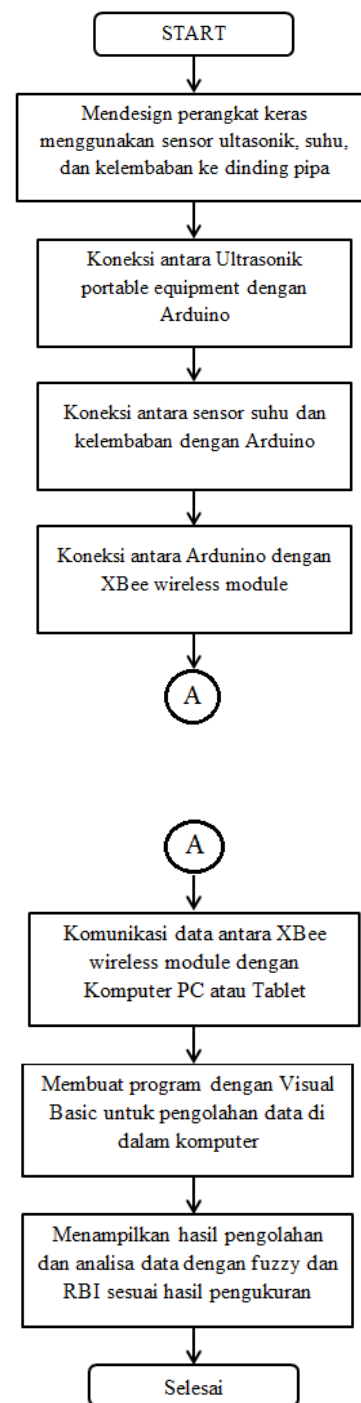 START
Mendesign perangkat keras
menggunakan sensor ultasonik, suhu,
dan kelembaban ke dinding pipa
Koneksi antara Ultrasonik
portable equipment dengan
Arduino
Koneksi antara sensor suhu dan
kelembaban dengan Arduino
Koneksi antara Ardunino dengan
XBee wireless module
A
A
Komunikasi data antara XBee
wireless module dengan
Komputer PC atau Tablet
Membuat program dengan Visual
Basic untuk pengolahan data di
dalam komputer
Menampilkan hasil pengolahan
dan analisa data dengan fuzzy dan
RBI sesuai hasil pengukuran
Selesai